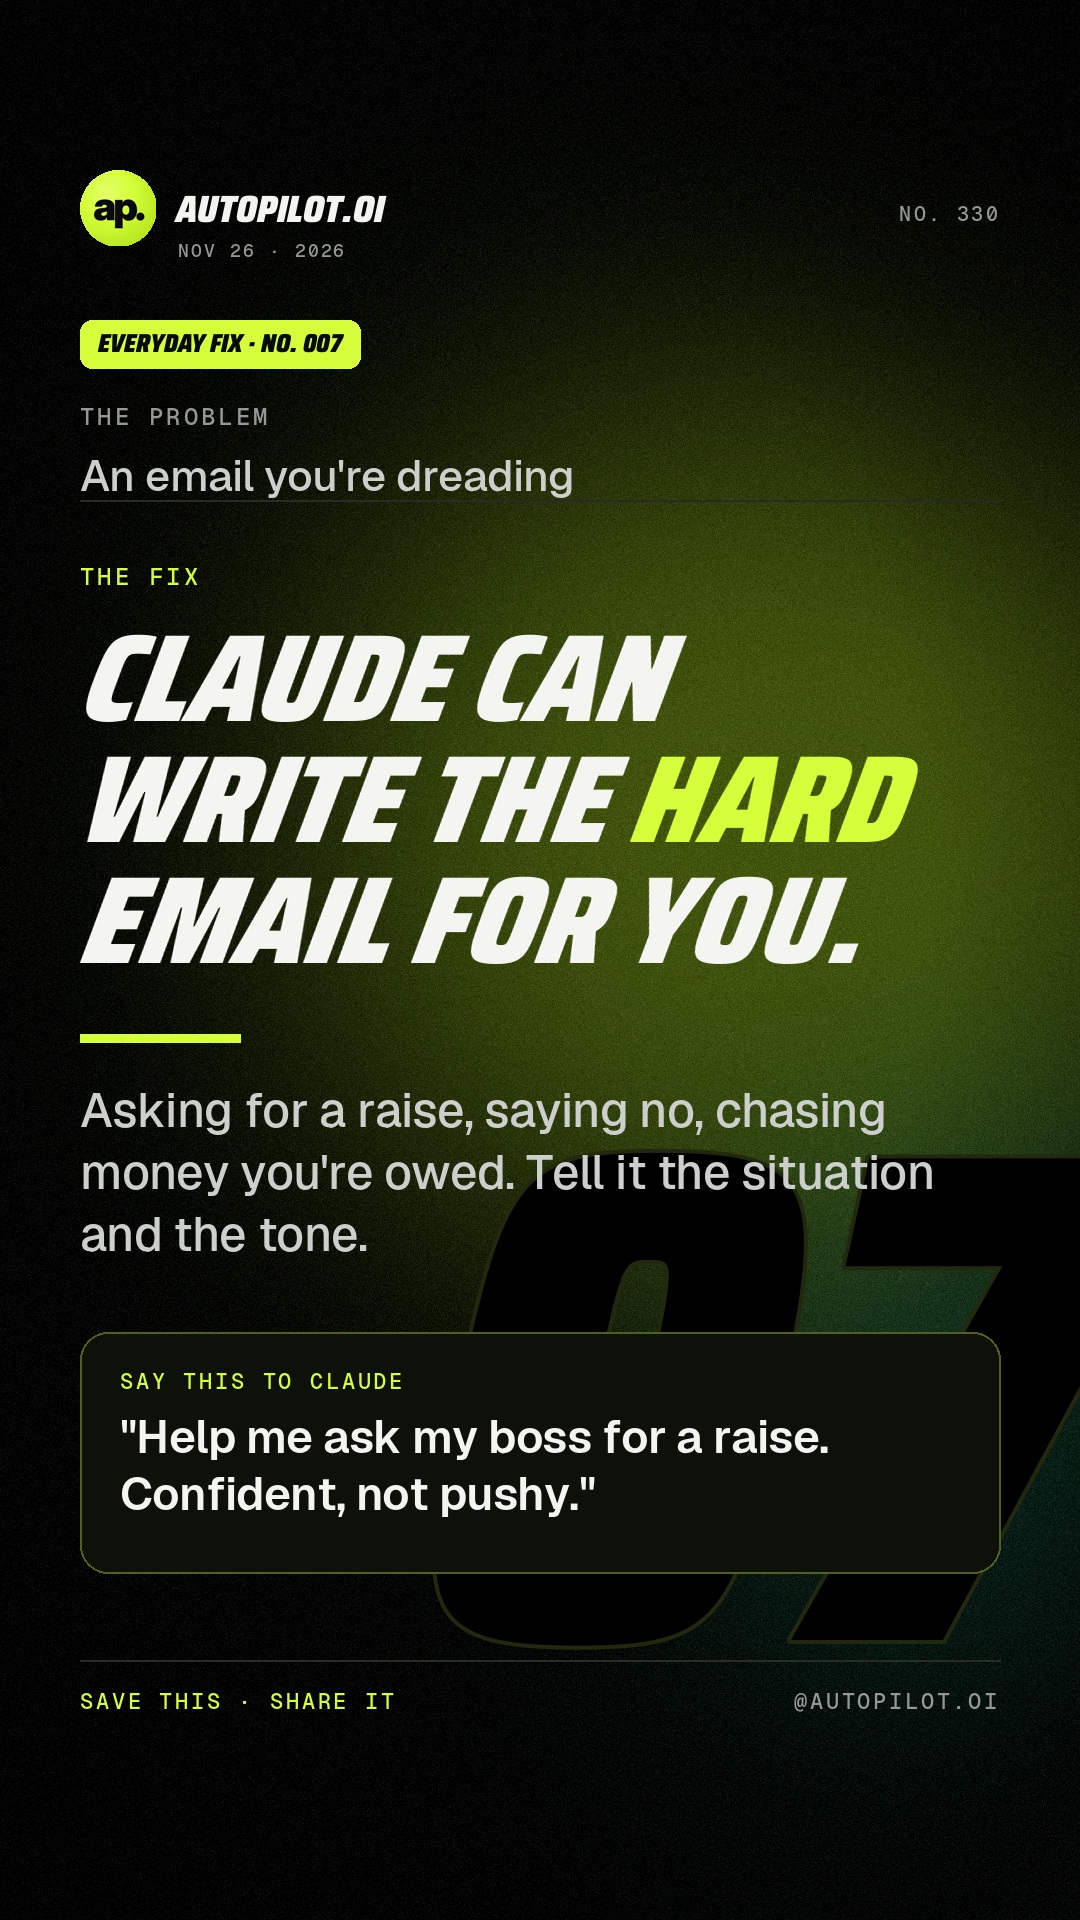 ap.
AUTOPILOT.OI
NO. 330
NOV 26 · 2026
EVERYDAY FIX · NO. 007
THE PROBLEM
An email you're dreading
THE FIX
CLAUDE CAN
WRITE THE HARD
EMAIL FOR YOU.
Asking for a raise, saying no, chasing
money you're owed. Tell it the situation
and the tone.
07
SAY THIS TO CLAUDE
"Help me ask my boss for a raise.
Confident, not pushy."
SAVE THIS · SHARE IT
@AUTOPILOT.OI